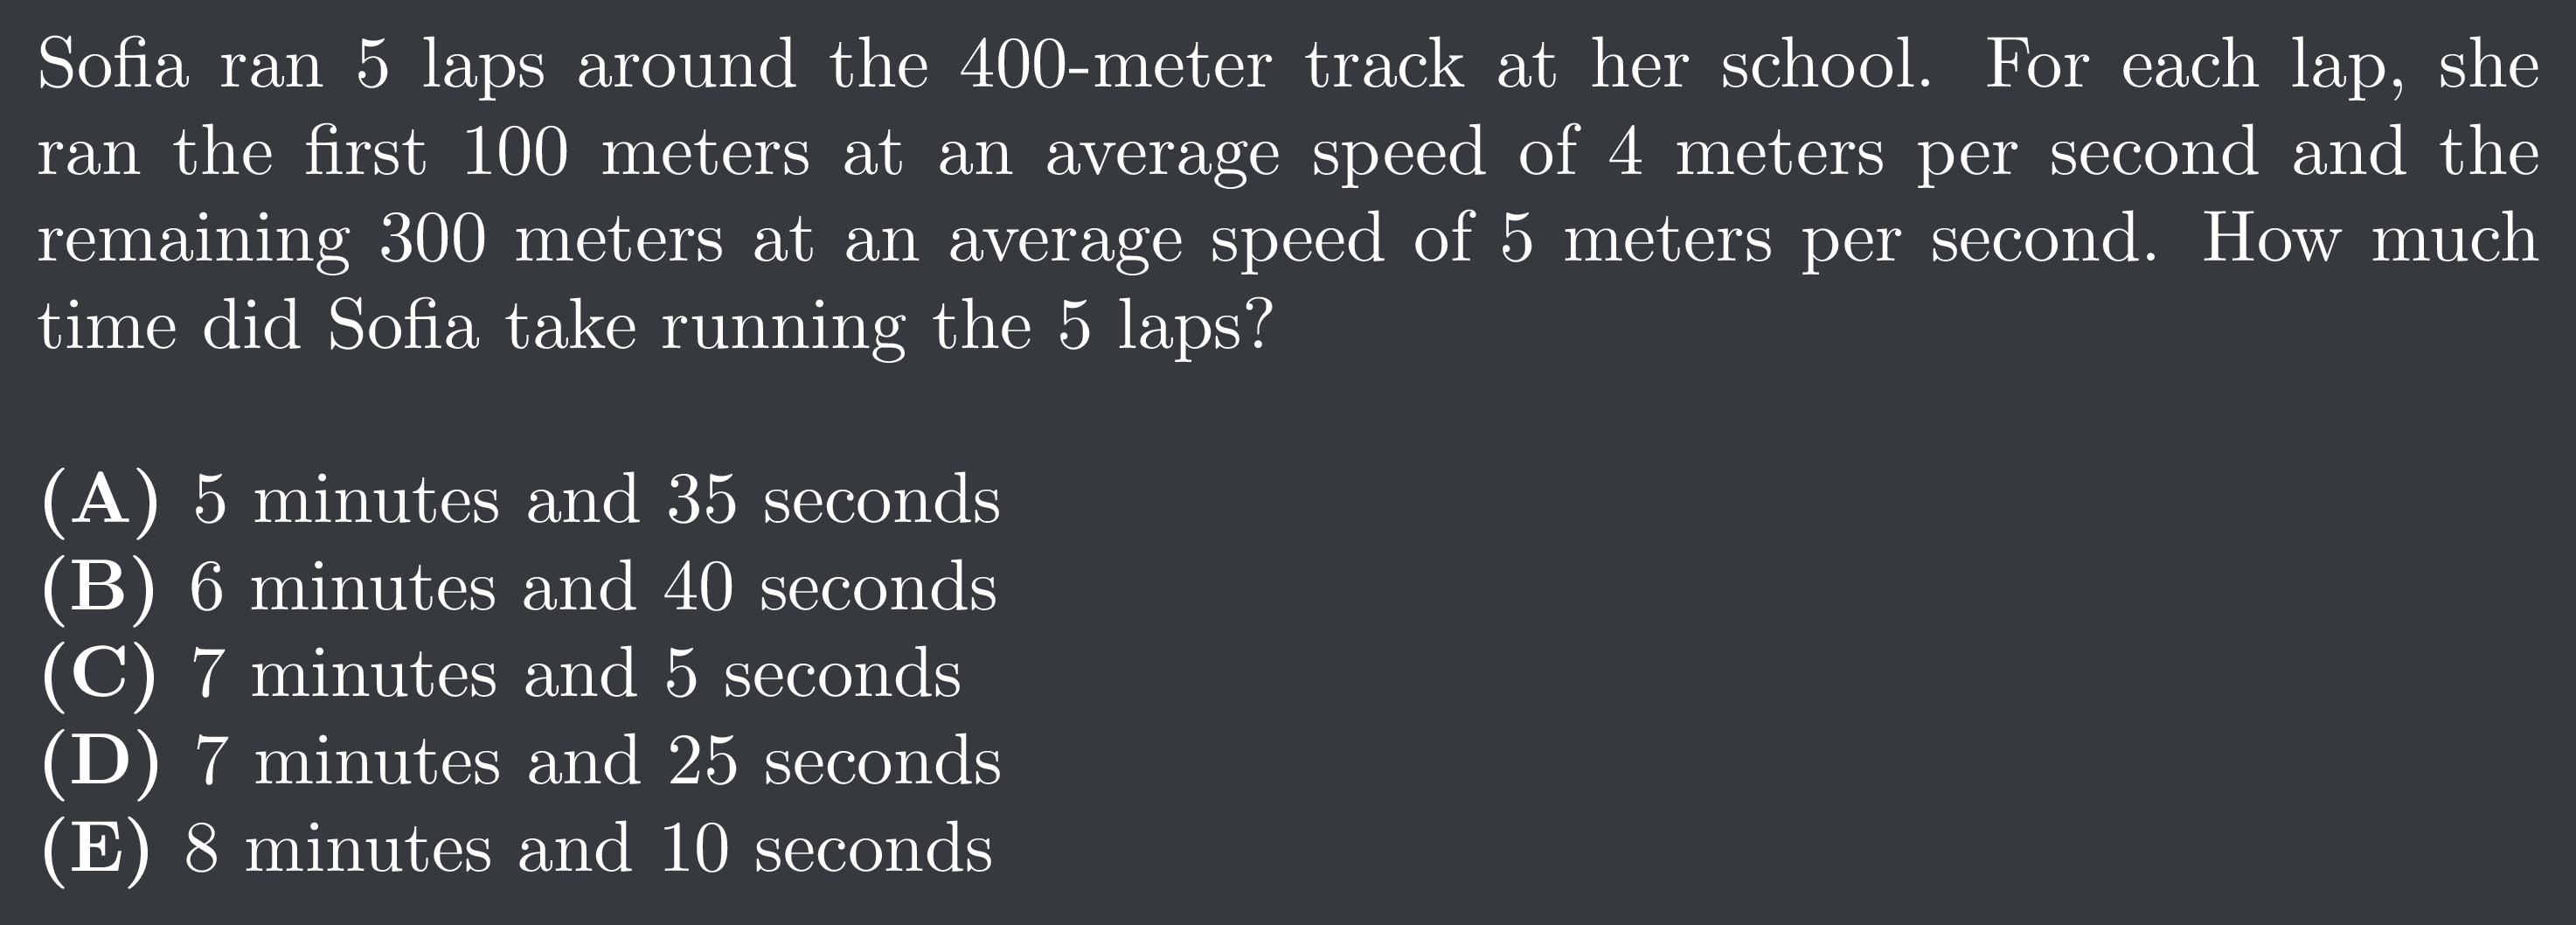 Sofia ran 5 laps around the 400-meter track at her school. For each lap, she
ran the first 100 meters at an average speed of 4 meters per second and the
remaining 300 meters at an average speed of 5 meters per second. How much
time did Sofia take running the 5 laps?
(A) 5 minutes and 35 seconds
(B) 6 minutes and 40 seconds
(C) 7 minutes and 5 seconds
(D) 7 minutes and 25 seconds
(E) 8 minutes and 10 seconds